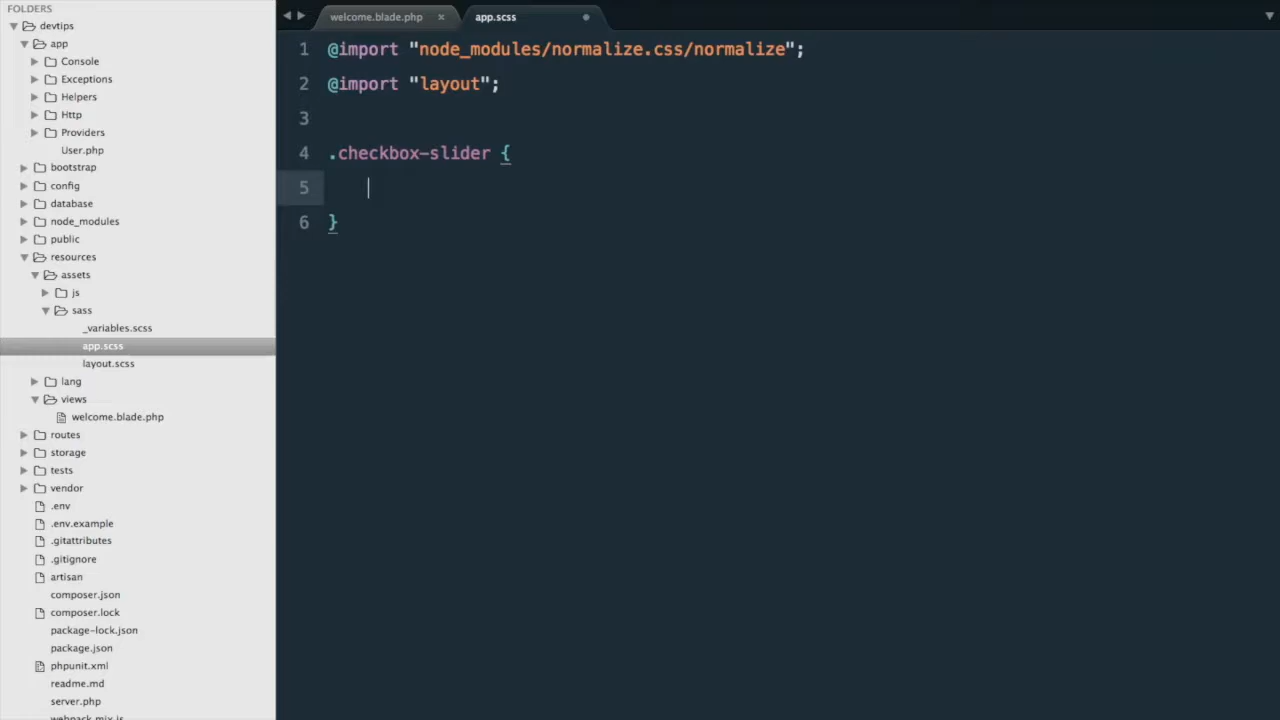 FOLDERS
devtips
app
Console
Exceptions
Helpers
Http
Providers
User.php
bootstrap
config
database
node_modules
public
resources
assets
js
sass
_variables.scss
app.scss
layout.scss
lang
views
welcome.blade.php
routes
storage
tests
vendor
.env
.env.example
.gitattributes
.gitignore
artisan
composer.json
composer.lock
package-lock.json
package.json
phpunit.xml
readme.md
server.php
webpack.mix.js
welcome.blade.php ×
app.scss
1 @import "node_modules/normalize.css/normalize";
2 @import "layout";
3
4 .checkbox-slider {
5
6 }